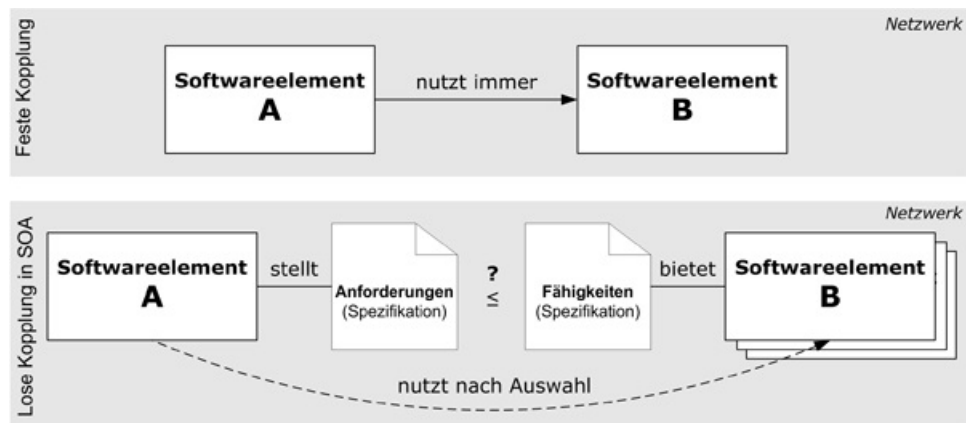 Feste Kopplung
Netzwerk
Softwareelement
A
nutzt immer
Softwareelement
B
Lose Kopplung in SOA
Netzwerk
Softwareelement
A
stellt
Anforderungen
(Spezifikation)
?
≤
Fähigkeiten
(Spezifikation)
bietet
Softwareelement
B
nutzt nach Auswahl